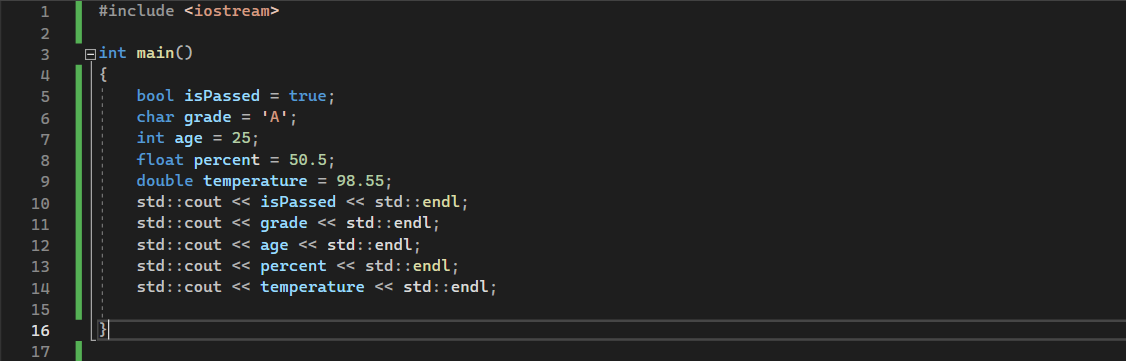 1 #include <iostream>
2
3 int main()
4 {
5 bool isPassed = true;
6 char grade = 'A';
7 int age = 25;
8 float percent = 50.5;
9 double temperature = 98.55;
10 std::cout << isPassed << std::endl;
11 std::cout << grade << std::endl;
12 std::cout << age << std::endl;
13 std::cout << percent << std::endl;
14 std::cout << temperature << std::endl;
15
16 }
17